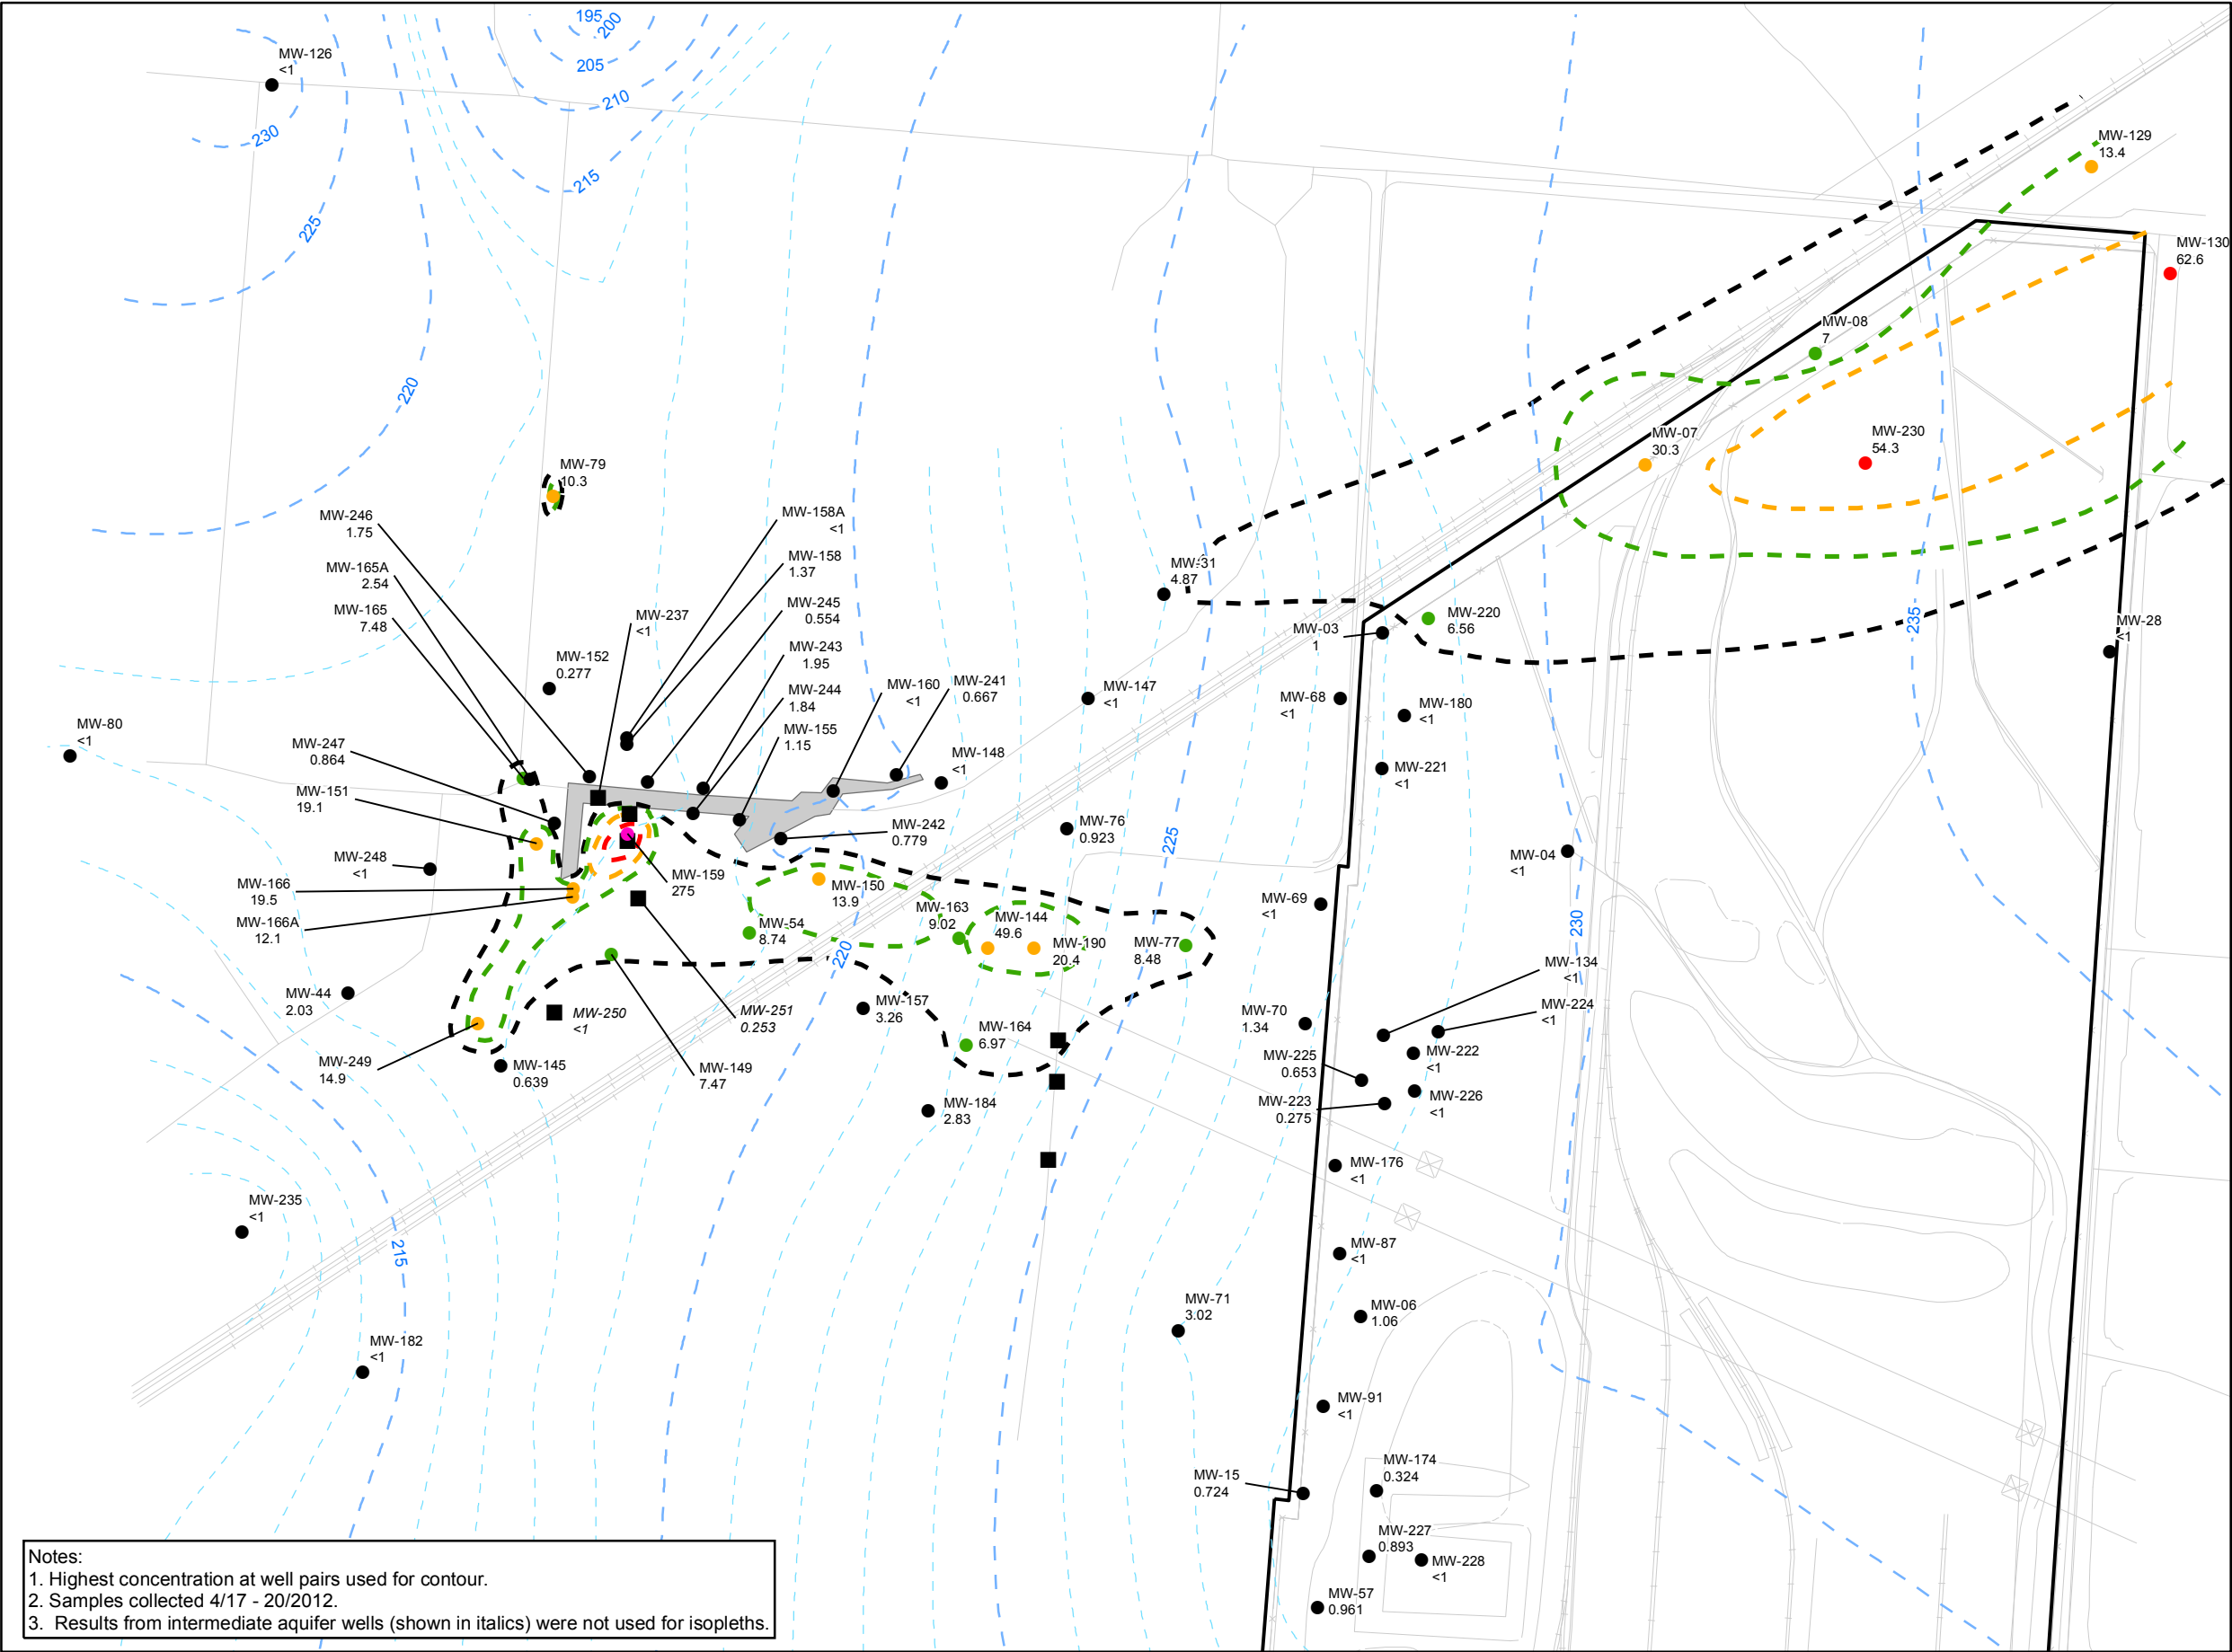 195
200
205
210
215
MW-126
<1
230
225
220
MW-129
13.4
MW-130
62.6
MW-08
7
MW-07
30.3
MW-230
54.3
MW-79
10.3
MW-246
1.75
MW-158A
<1
MW-158
1.37
MW-165A
2.54
MW-165
7.48
MW-245
0.554
MW-237
<1
MW-31
4.87
MW-03
1
MW-220
6.56
235
MW-28
<1
MW-152
0.277
MW-243
1.95
MW-244
1.84
MW-160
<1
MW-241
0.667
MW-147
<1
MW-68
<1
MW-180
<1
MW-80
<1
MW-247
0.864
MW-155
1.15
MW-148
<1
MW-221
<1
MW-151
19.1
MW-242
0.779
MW-76
0.923
225
MW-248
<1
MW-159
275
MW-04
<1
MW-166
19.5
MW-166A
12.1
MW-150
13.9
MW-54
8.74
MW-163
9.02
MW-144
49.6
MW-190
20.4
MW-77
8.48
MW-69
<1
230
220
MW-134
<1
MW-44
2.03
MW-250
<1
MW-251
0.253
MW-157
3.26
MW-70
1.34
MW-224
<1
MW-164
6.97
MW-222
<1
MW-249
14.9
MW-145
0.639
MW-149
7.47
MW-225
0.653
MW-226
<1
MW-184
2.83
MW-223
0.275
MW-176
<1
MW-235
<1
215
MW-87
<1
MW-71
3.02
MW-06
1.06
MW-182
<1
MW-91
<1
MW-15
0.724
MW-174
0.324
MW-227
0.893
MW-228
<1
MW-57
0.961
Notes:
1. Highest concentration at well pairs used for contour.
2. Samples collected 4/17 - 20/2012.
3. Results from intermediate aquifer wells (shown in italics) were not used for isopleths.